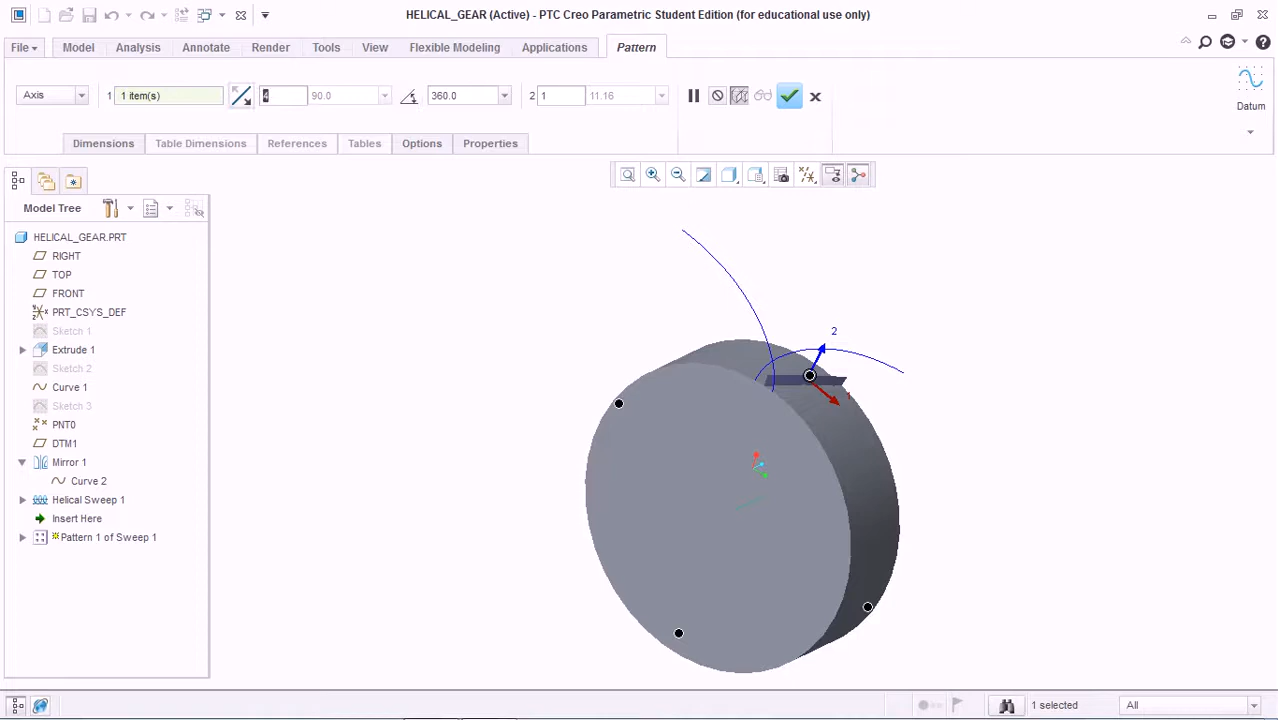 HELICAL_GEAR (Active) - PTC Creo Parametric Student Edition (for educational use only)
File Model Analysis Annotate Render Tools View Flexible Modeling Applications Pattern
Axis 1 1 item(s) 4 90.0 360.0 2 1 11.16
Datum
Dimensions Table Dimensions References Tables Options Properties
Model Tree
HELICAL_GEAR.PRT
RIGHT
TOP
FRONT
PRT_CSYS_DEF
Sketch 1
Extrude 1
Sketch 2
Curve 1
Sketch 3
PNT0
DTM1
Mirror 1
Curve 2
Helical Sweep 1
Insert Here
Pattern 1 of Sweep 1
2
1
1 selected
All